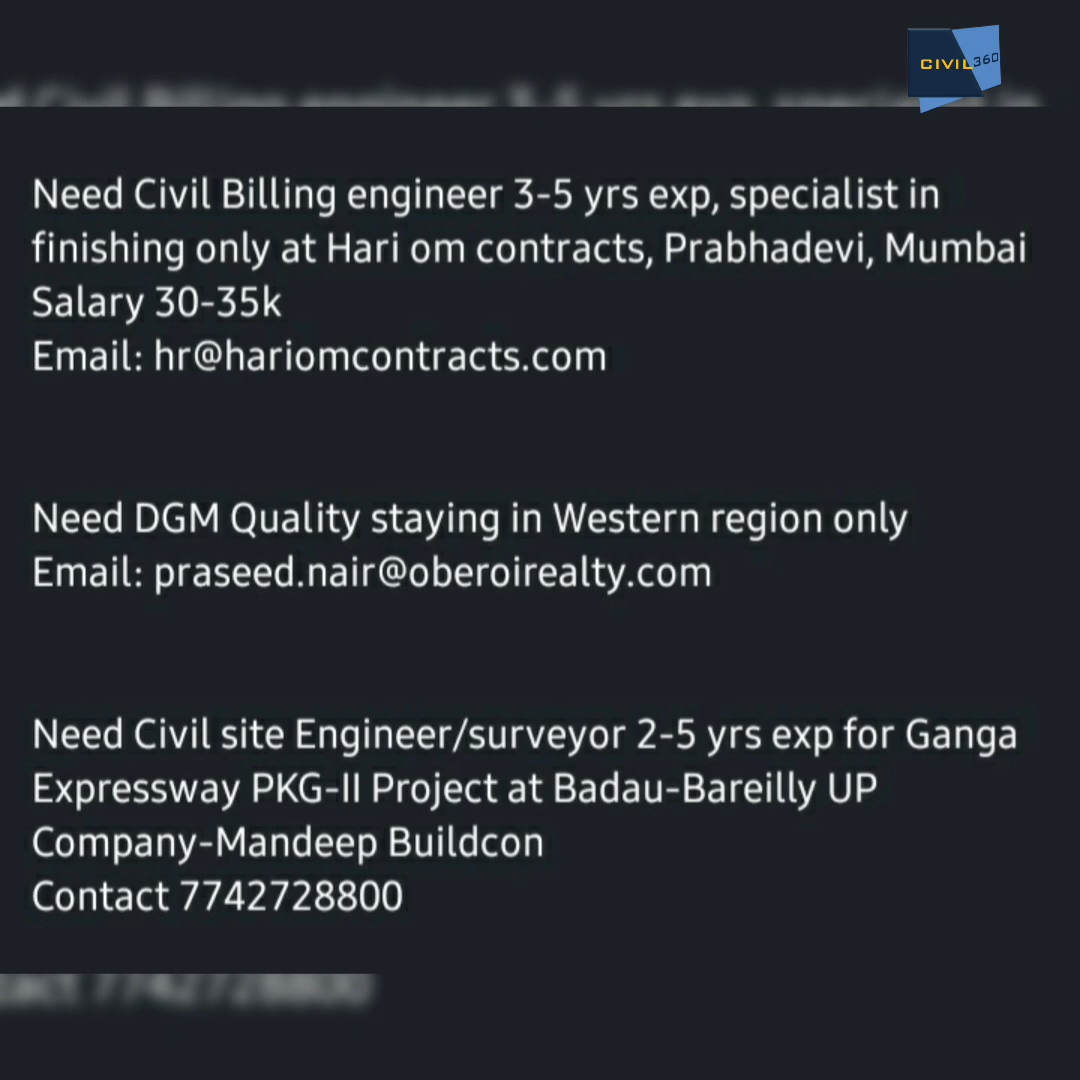 CIVIL 360
Need Civil Billing engineer 3-5 yrs exp, specialist in
finishing only at Hari om contracts, Prabhadevi, Mumbai
Salary 30-35k
Email: hr@hariomcontracts.com
Need DGM Quality staying in Western region only
Email: praseed.nair@oberoirealty.com
Need Civil site Engineer/surveyor 2-5 yrs exp for Ganga
Expressway PKG-II Project at Badau-Bareilly UP
Company-Mandeep Buildcon
Contact 7742728800